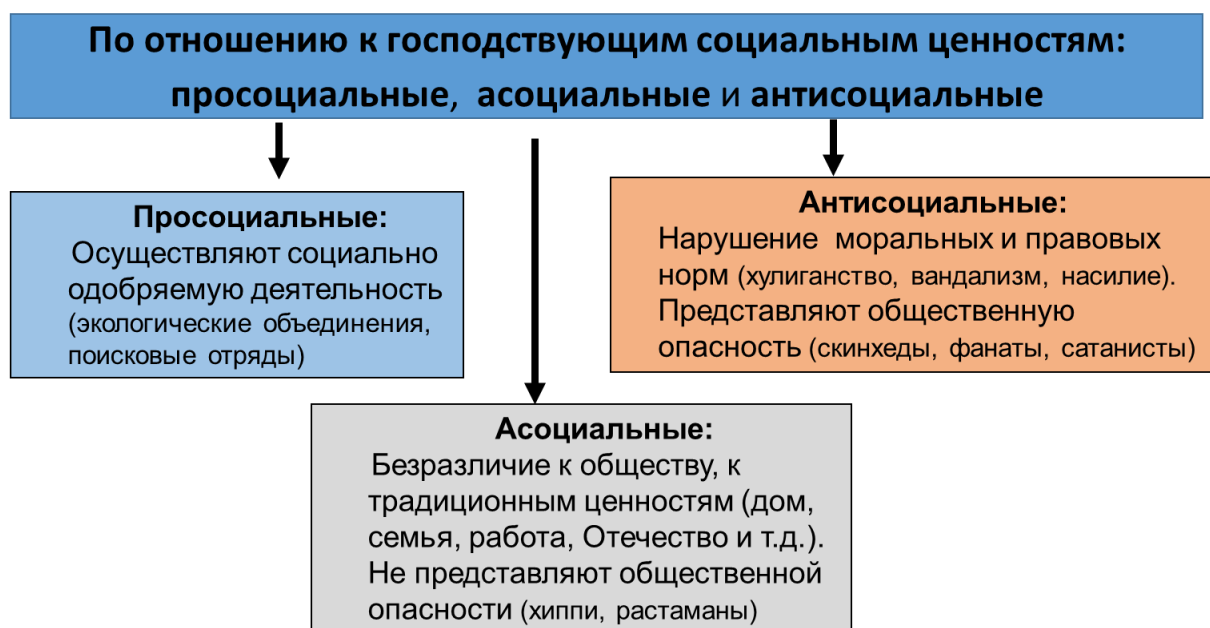 По отношению к господствующим социальным ценностям:
просоциальные, асоциальные и антисоциальные
Просоциальные:
Осуществляют социально
одобряемую деятельность
(экологические объединения,
поисковые отряды)
Антисоциальные:
Нарушение моральных и правовых
норм (хулиганство, вандализм, насилие).
Представляют общественную
опасность (скинхеды, фанаты, сатанисты)
Асоциальные:
Безразличие к обществу, к
традиционным ценностям (дом,
семья, работа, Отечество и т.д.).
Не представляют общественной
опасности (хиппи, растаманы)